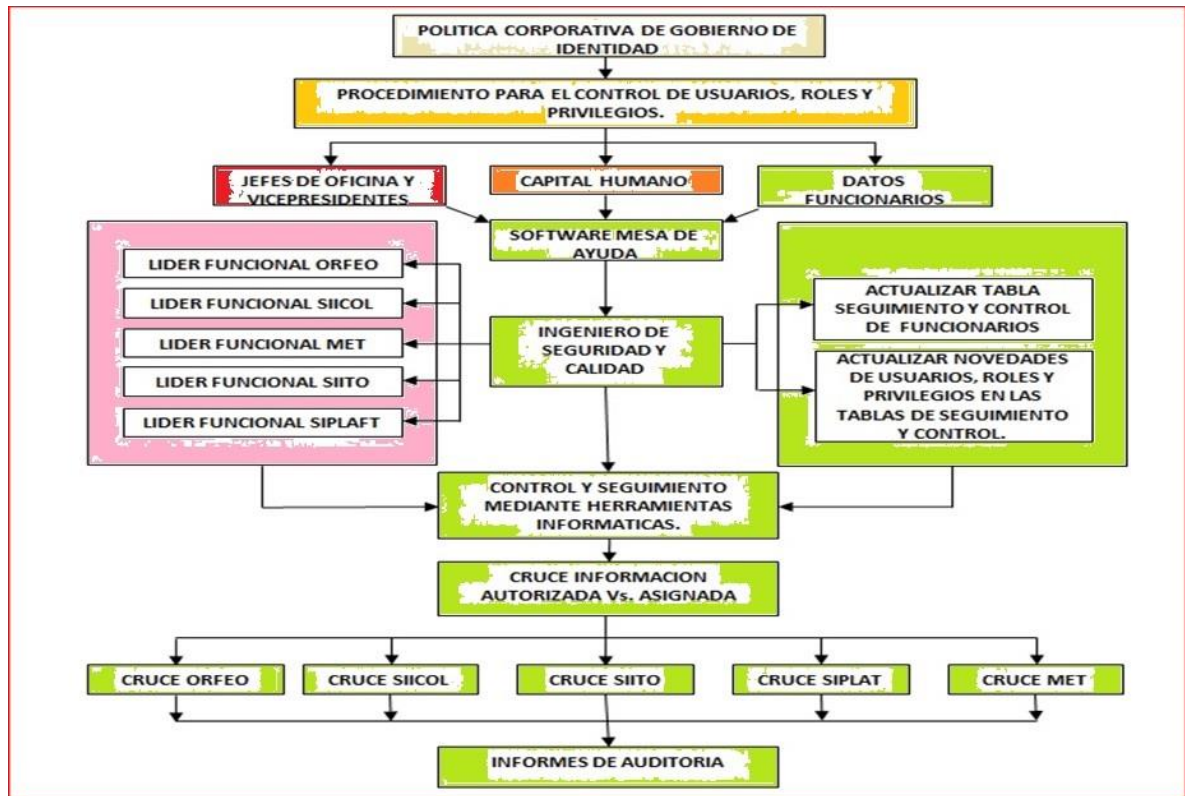 POLITICA CORPORATIVA DE GOBIERNO DE
IDENTIDAD
PROCEDIMIENTO PARA EL CONTROL DE USUARIOS, ROLES Y
PRIVILEGIOS.
JEFES DE OFICINA Y
VICEPRESIDENTES
CAPITAL HUMANO
DATOS
FUNCIONARIOS
SOFTWARE MESA DE
AYUDA
LIDER FUNCIONAL ORFEO
LIDER FUNCIONAL SIICOL
LIDER FUNCIONAL MET
LIDER FUNCIONAL SIITO
LIDER FUNCIONAL SIPLAFT
INGENIERO DE
SEGURIDAD Y
CALIDAD
ACTUALIZAR TABLA
SEGUIMIENTO Y CONTROL
DE FUNCIONARIOS
ACTUALIZAR NOVEDADES
DE USUARIOS, ROLES Y
PRIVILEGIOS EN LAS
TABLAS DE SEGUIMIENTO
Y CONTROL.
CONTROL Y SEGUIMIENTO
MEDIANTE HERRAMIENTAS
INFORMATICAS.
CRUCE INFORMACION
AUTORIZADA Vs. ASIGNADA
CRUCE ORFEO
CRUCE SIICOL
CRUCE SIITO
CRUCE SIPLAT
CRUCE MET
INFORMES DE AUDITORIA